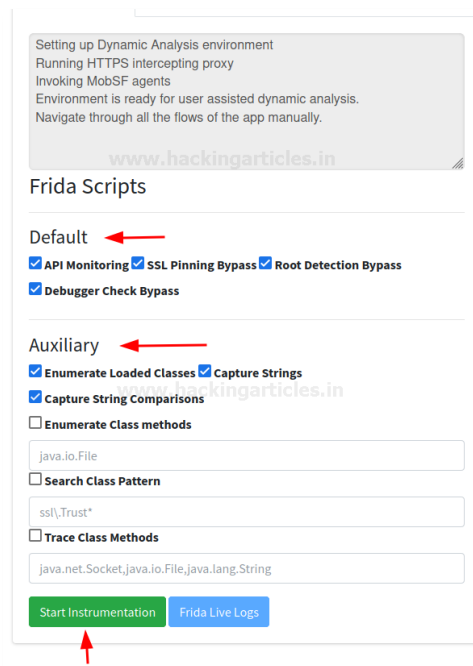 Setting up Dynamic Analysis environment
Running HTTPS intercepting proxy
Invoking MobSF agents
Environment is ready for user assisted dynamic analysis.
Navigate through all the flows of the app manually.
www.hackingarticles.in
Frida Scripts
Default
API Monitoring SSL Pinning Bypass Root Detection Bypass
Debugger Check Bypass
Auxiliary
Enumerate Loaded Classes Capture Strings
www.hackingarticles.in
Capture String Comparisons
Enumerate Class methods
java.io.File
Search Class Pattern
ssl\.Trust*
Trace Class Methods
java.net.Socket,java.io.File,java.lang.String
Start Instrumentation Frida Live Logs